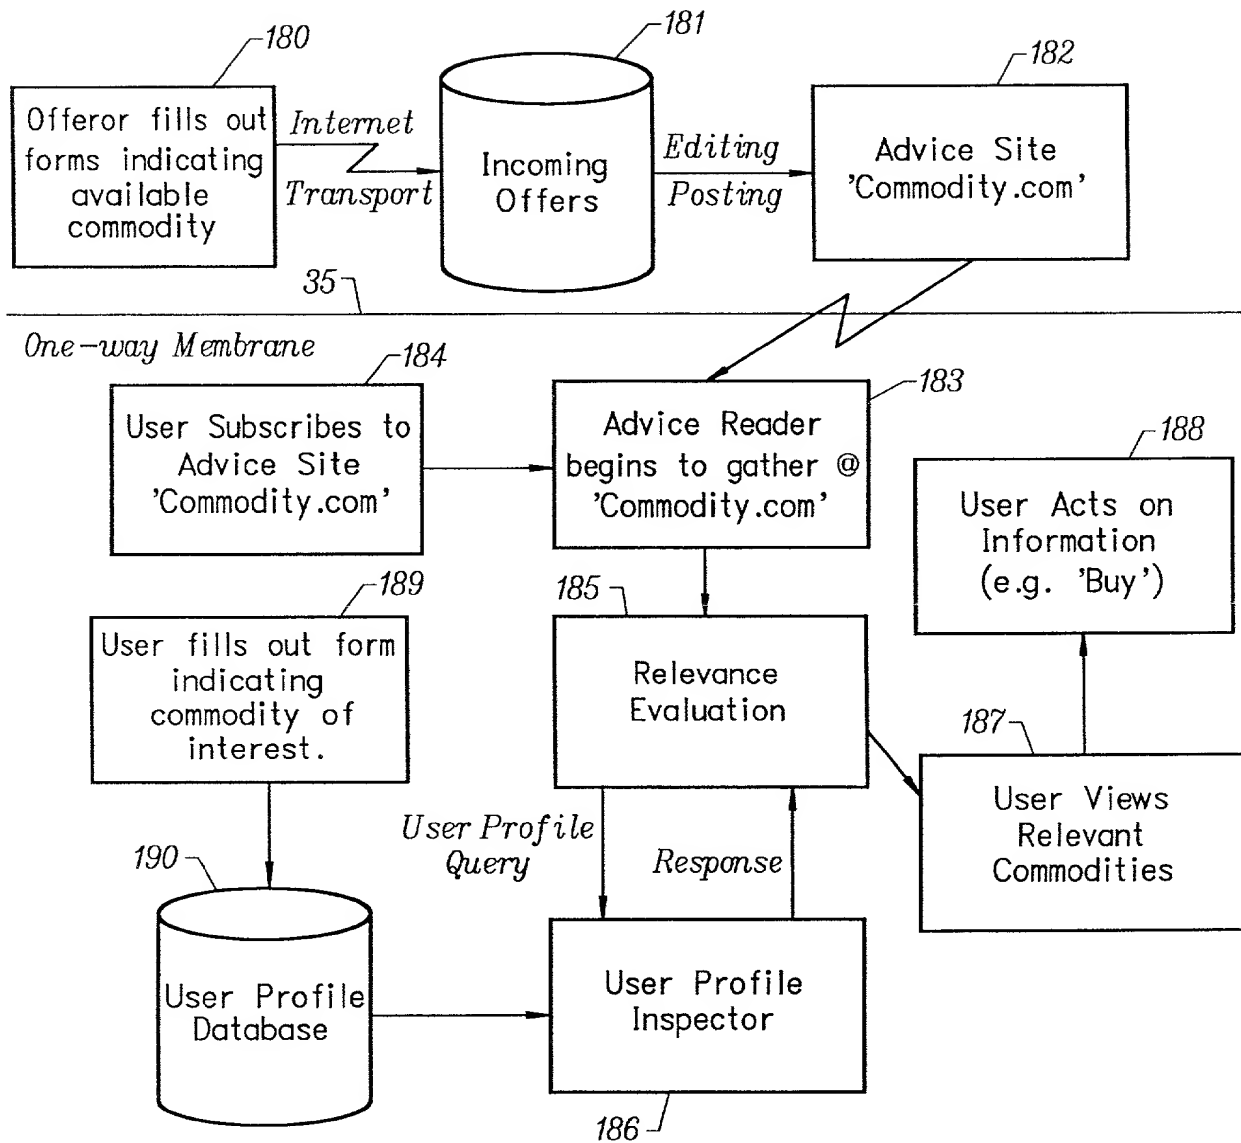 180
Offeror fills out
forms indicating
available
commodity
Internet
Transport
181
Incoming
Offers
Editing
Posting
182
Advice Site
'Commodity.com'
35
One-way Membrane
184
User Subscribes to
Advice Site
'Commodity.com'
183
Advice Reader
begins to gather @
'Commodity.com'
188
User Acts on
Information
(e.g. 'Buy')
189
User fills out form
indicating
commodity of
interest.
185
Relevance
Evaluation
187
User Views
Relevant
Commodities
User Profile
Query
Response
190
User Profile
Database
User Profile
Inspector
186